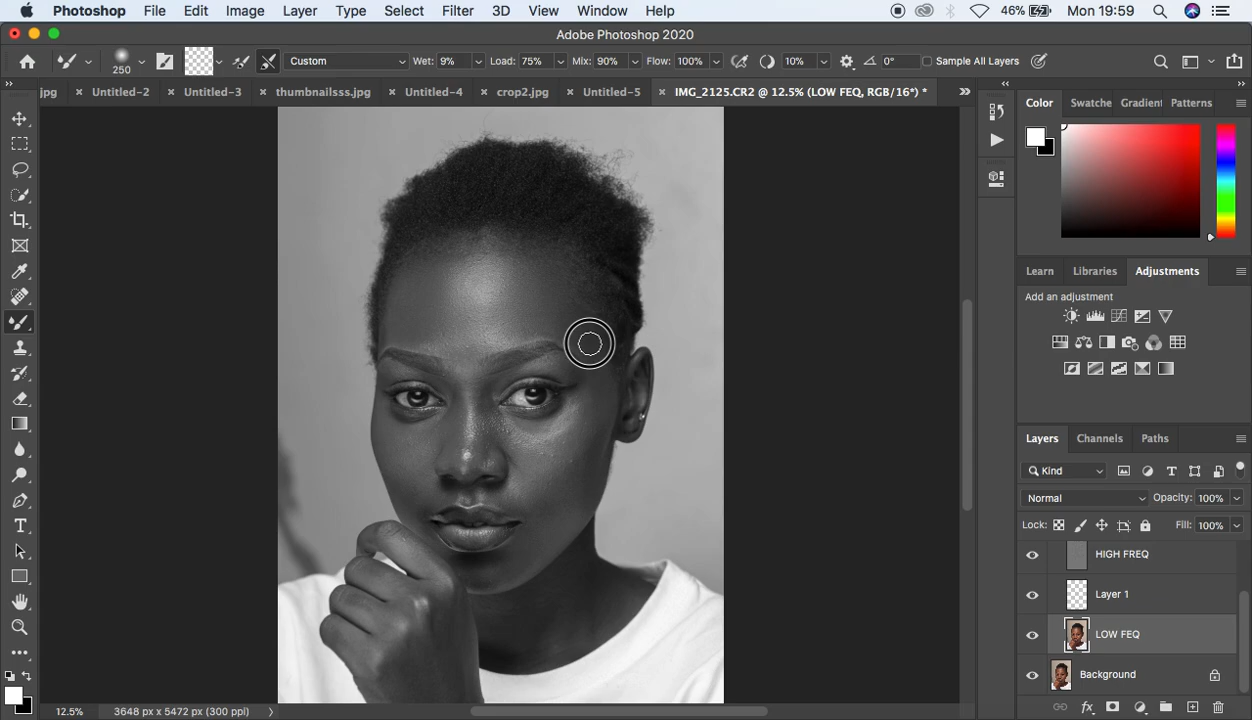 Photoshop File Edit Image Layer Type Select Filter 3D View Window Help 46% Mon 19:59
Adobe Photoshop 2020
250 Custom Wet: 9% Load: 75% Mix: 90% Flow: 100% 10% 0° Sample All Layers
jpg × Untitled-2 × Untitled-3 × thumbnailsss.jpg × Untitled-4 × crop2.jpg × Untitled-5 × IMG_2125.CR2 @ 12.5% (LOW FEQ, RGB/16*) *
Color Swatche Gradient Patterns
Learn Libraries Adjustments
Add an adjustment
Layers Channels Paths
Kind
Normal Opacity: 100%
Lock: Fill: 100%
HIGH FREQ
Layer 1
LOW FEQ
Background
12.5% 3648 px x 5472 px (300 ppi)